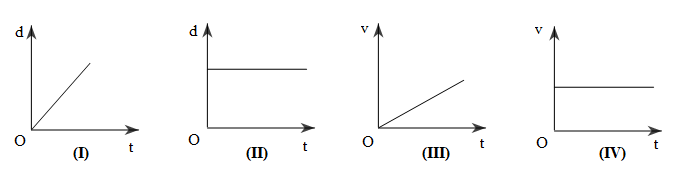 d d v v
O t O t O t O t
(I) (II) (III) (IV)